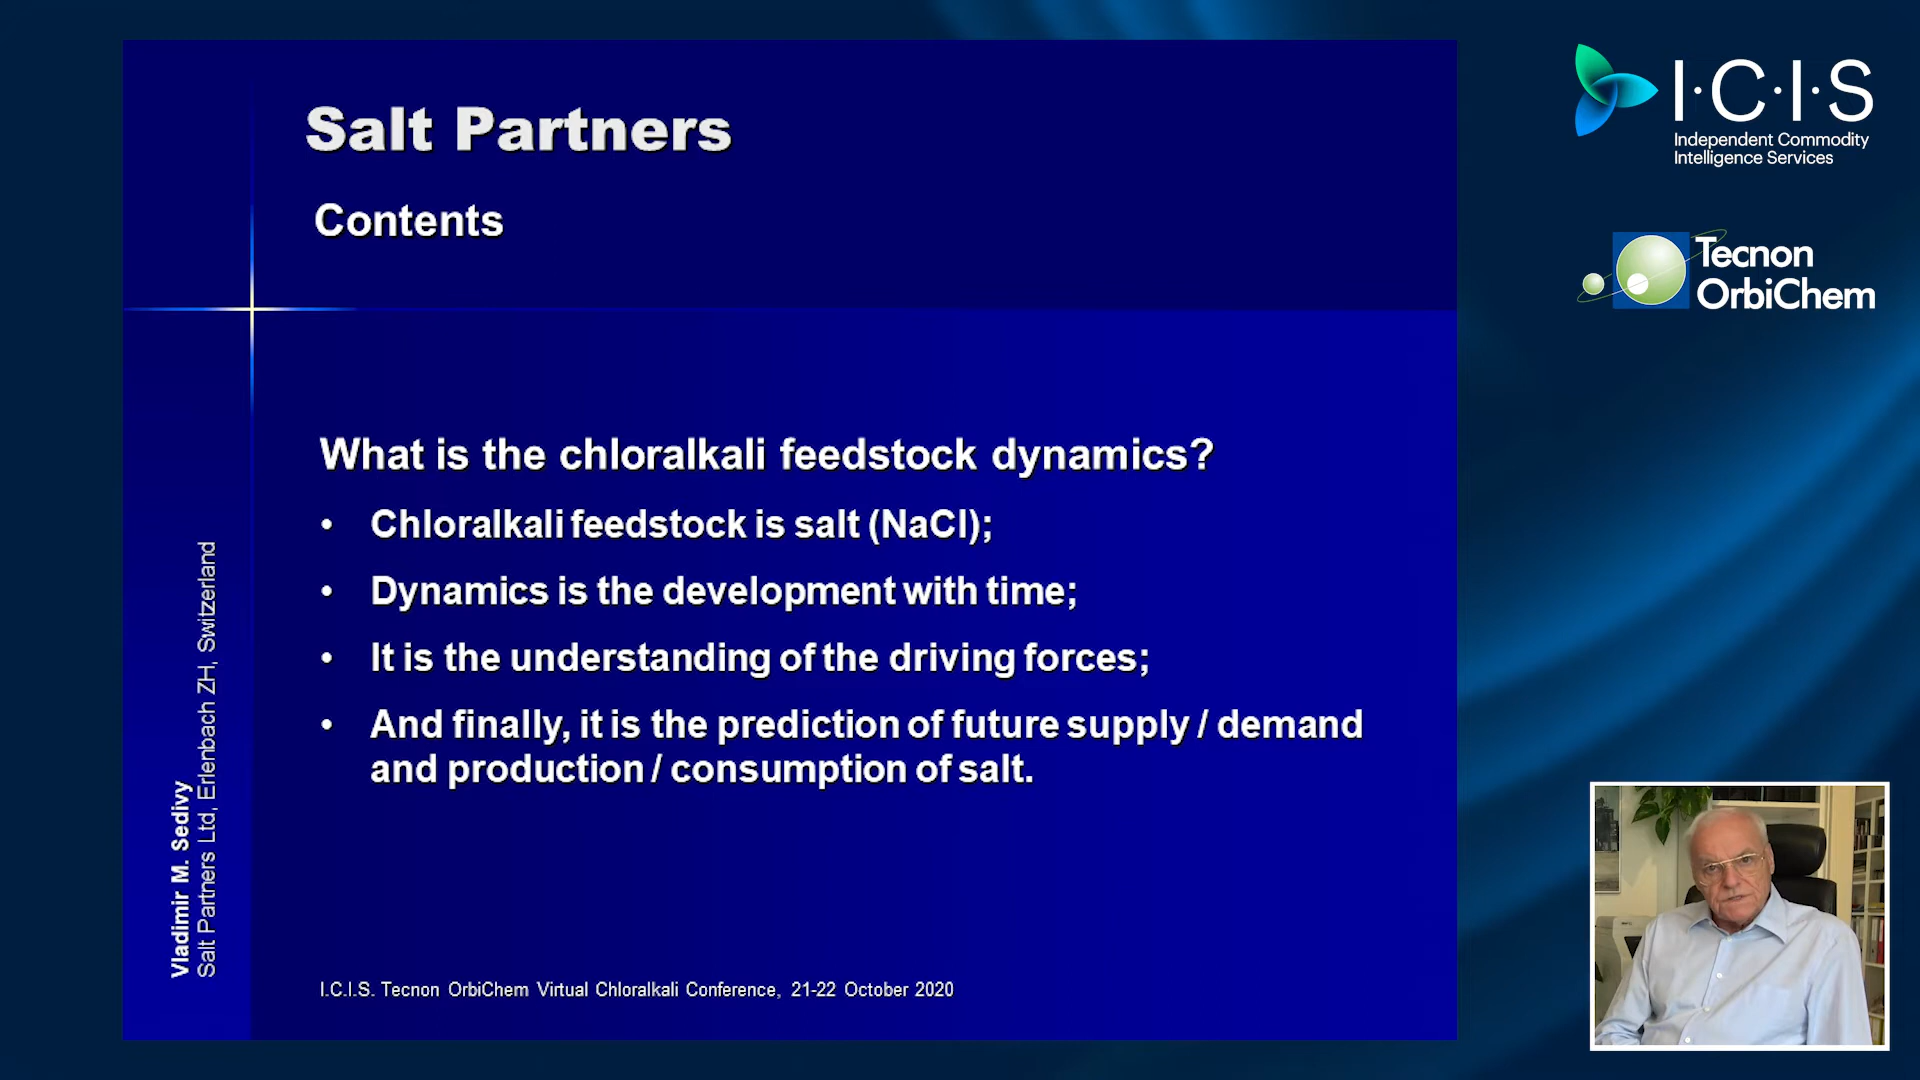 Salt Partners
Contents
What is the chloralkali feedstock dynamics?
• Chloralkali feedstock is salt (NaCl);
• Dynamics is the development with time;
• It is the understanding of the driving forces;
• And finally, it is the prediction of future supply / demand
and production / consumption of salt.
Vladimir M. Sedivy
Salt Partners Ltd, Erlenbach ZH, Switzerland
I.C.I.S. Tecnon OrbiChem Virtual Chloralkali Conference, 21-22 October 2020
I·C·I·S
Independent Commodity
Intelligence Services
Tecnon
OrbiChem